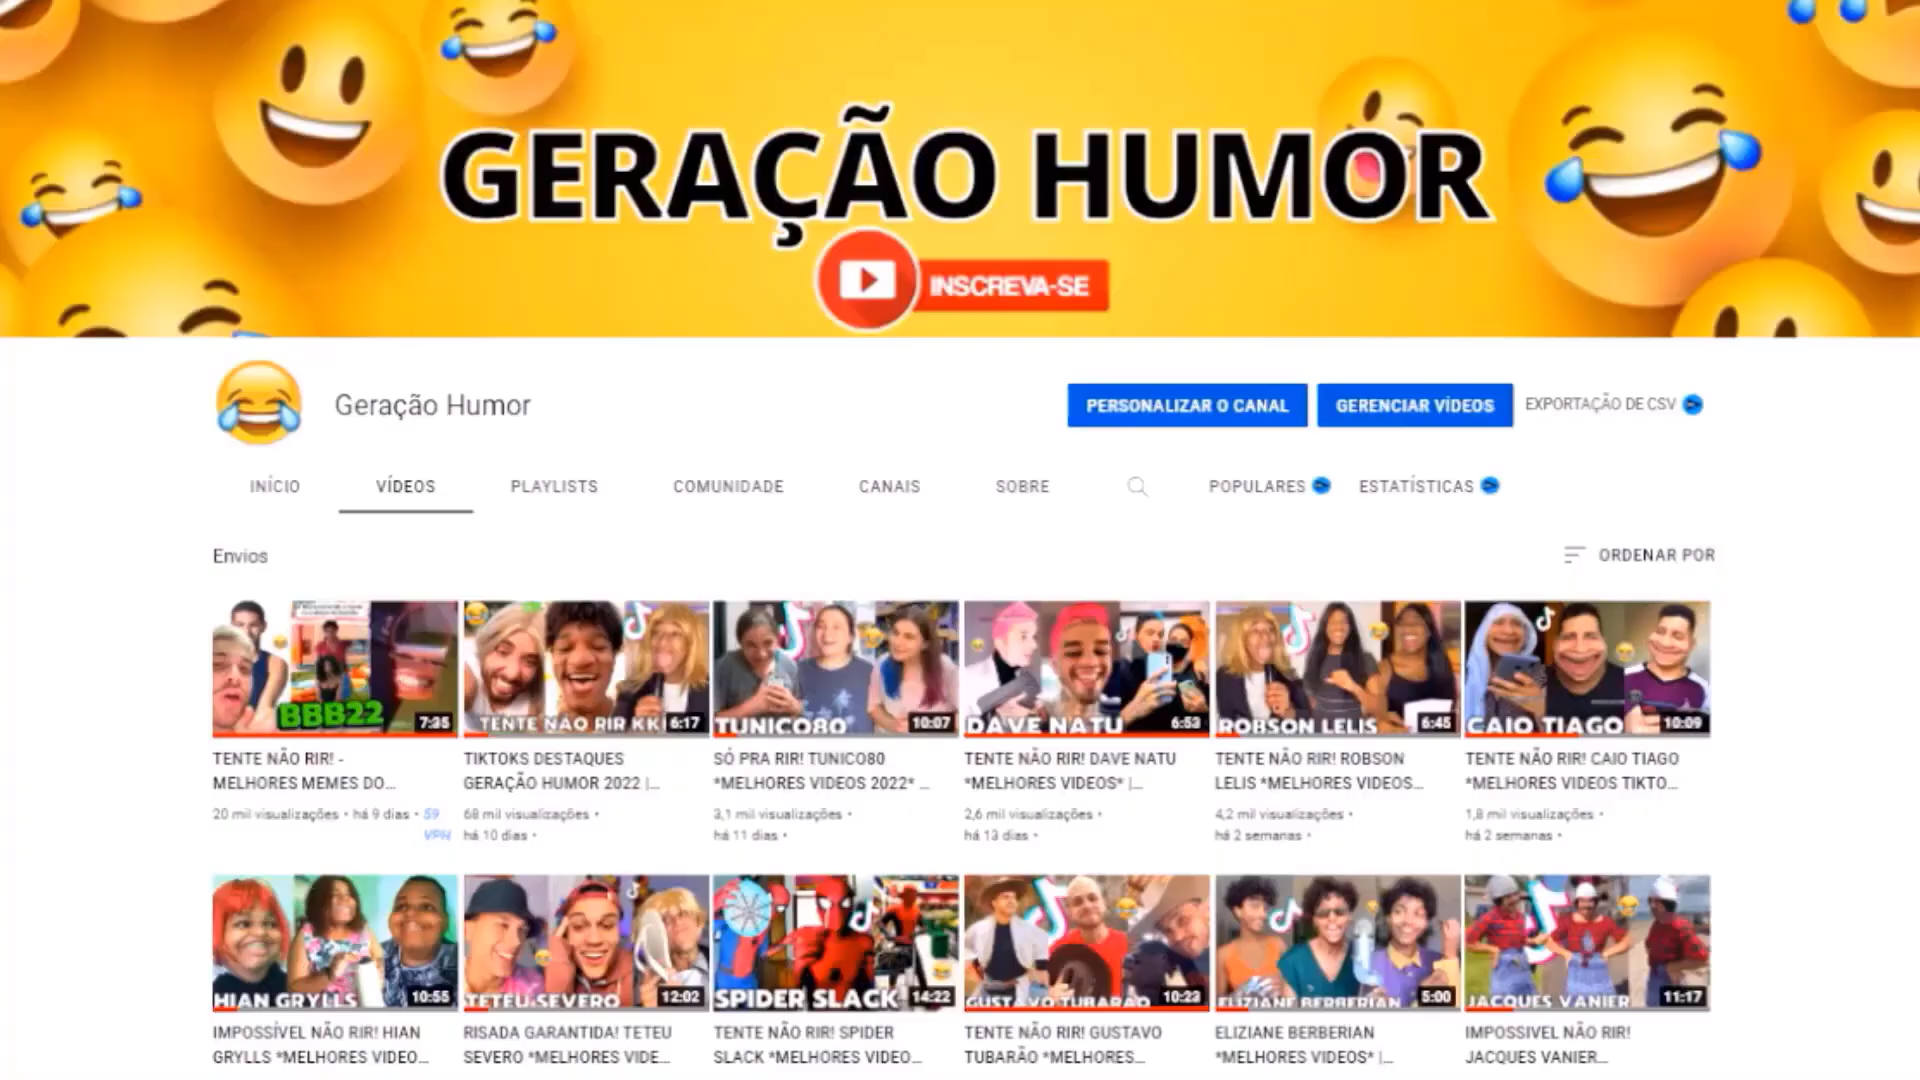 GERAÇÃO HUMOR
INSCREVA-SE
Geração Humor
PERSONALIZAR O CANAL
GERENCIAR VÍDEOS
EXPORTAÇÃO DE CSV
INÍCIO
VÍDEOS
PLAYLISTS
COMUNIDADE
CANAIS
SOBRE
POPULARES
ESTATÍSTICAS
Envios
ORDENAR POR
BBB22
7:35
TENTE NÃO RIR KK
6:17
TUNICO80
10:07
DAVE NATU
6:53
ROBSON LELIS
6:45
CAIO TIAGO
10:09
TENTE NÃO RIR! -
MELHORES MEMES DO...
20 mil visualizações • há 9 dias • 59
VPH
TIKTOKS DESTAQUES
GERAÇÃO HUMOR 2022 |...
68 mil visualizações •
há 10 dias •
SÓ PRA RIR! TUNICO80
*MELHORES VIDEOS 2022* ...
3,1 mil visualizações •
há 11 dias •
TENTE NÃO RIR! DAVE NATU
*MELHORES VIDEOS* |...
2,6 mil visualizações •
há 13 dias •
TENTE NÃO RIR! ROBSON
LELIS *MELHORES VIDEOS...
4,2 mil visualizações •
há 2 semanas •
TENTE NÃO RIR! CAIO TIAGO
*MELHORES VIDEOS TIKTO...
1,8 mil visualizações •
há 2 semanas •
HIAN GRYLLS
10:55
TETEU SEVERO
12:02
SPIDER SLACK
14:22
GUSTAVO TUBARAO
10:23
ELIZIANE BERBERIAN
5:00
JACQUES VANIER
11:17
IMPOSSÍVEL NÃO RIR! HIAN
GRYLLS *MELHORES VIDEO...
RISADA GARANTIDA! TETEU
SEVERO *MELHORES VIDE...
TENTE NÃO RIR! SPIDER
SLACK *MELHORES VIDEO...
TENTE NÃO RIR! GUSTAVO
TUBARÃO *MELHORES...
ELIZIANE BERBERIAN
*MELHORES VIDEOS* |...
IMPOSSIVEL NÃO RIR!
JACQUES VANIER...